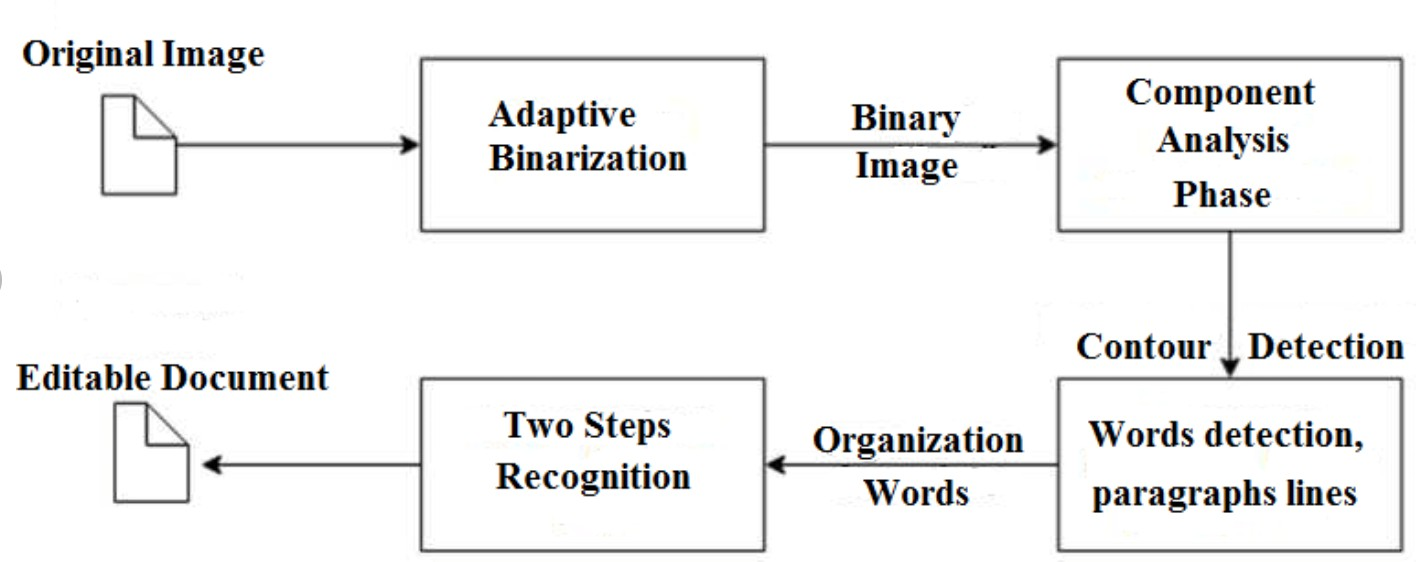 Original Image
Adaptive
Binarization
Binary
Image
Component
Analysis
Phase
Contour Detection
Words detection,
paragraphs lines
Organization
Words
Two Steps
Recognition
Editable Document